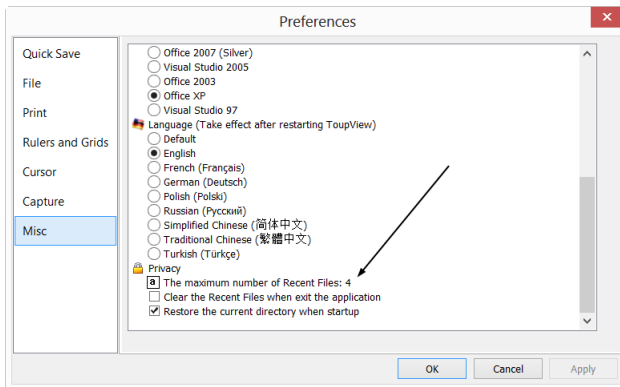 Preferences
x
Quick Save
File
Print
Rulers and Grids
Cursor
Capture
Misc
Office 2007 (Silver)
Visual Studio 2005
Office 2003
Office XP
Visual Studio 97
Language (Take effect after restarting ToupView)
Default
English
French (Français)
German (Deutsch)
Polish (Polski)
Russian (Русский)
Simplified Chinese (简体中文)
Traditional Chinese (繁體中文)
Turkish (Türkçe)
Privacy
a The maximum number of Recent Files: 4
Clear the Recent Files when exit the application
Restore the current directory when startup
OK Cancel Apply